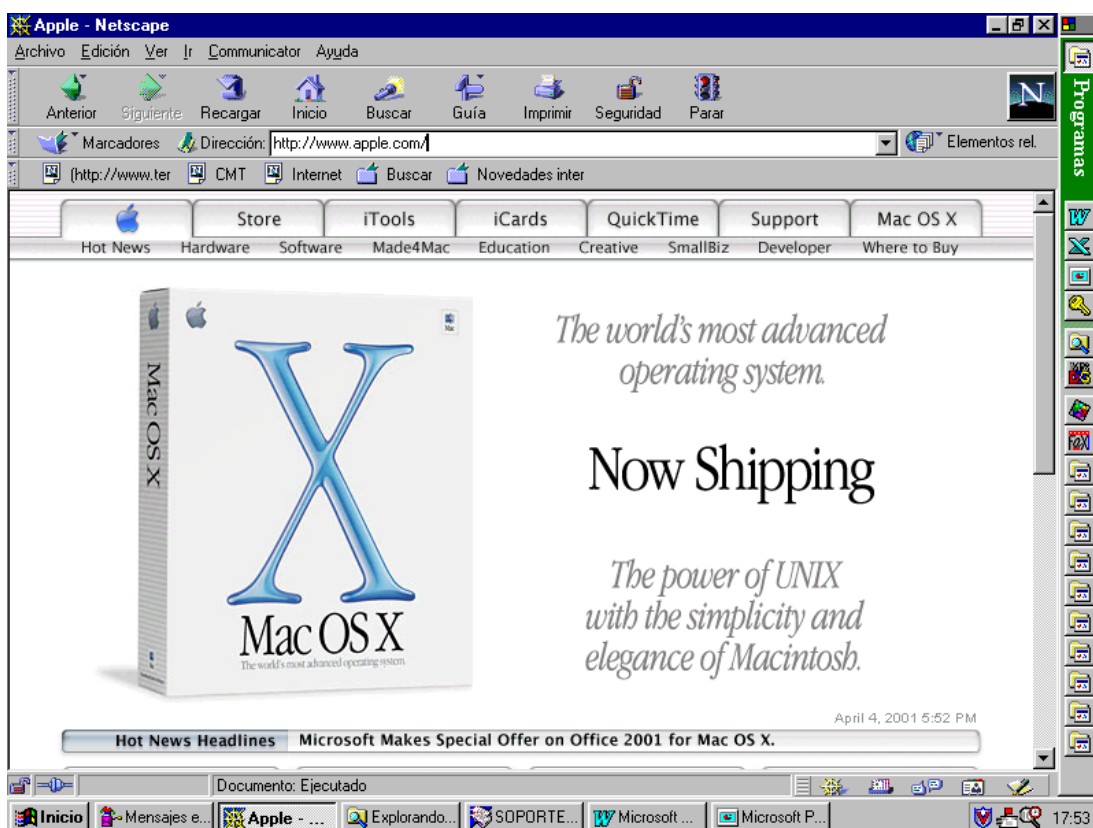 Apple - Netscape
Archivo Edición Ver Ir Communicator Ayuda
Anterior Siguiente Recargar Inicio Buscar Guía Imprimir Seguridad Parar
N
Marcadores Dirección: http://www.apple.com/ Elementos rel.
(http://www.ter CMT Internet Buscar Novedades inter
Programas
Store iTools iCards QuickTime Support Mac OS X
Hot News Hardware Software Made4Mac Education Creative SmallBiz Developer Where to Buy
Mac
Mac OS X
X
Mac OS X
The world's most advanced operating system.
The world's most advanced
operating system.
Now Shipping
The power of UNIX
with the simplicity and
elegance of Macintosh.
April 4, 2001 5:52 PM
Hot News Headlines Microsoft Makes Special Offer on Office 2001 for Mac OS X.
FaX
Documento: Ejecutado
Inicio Mensajes e... Apple - ... Explorando... SOPORTE... Microsoft ... Microsoft P... 17:53